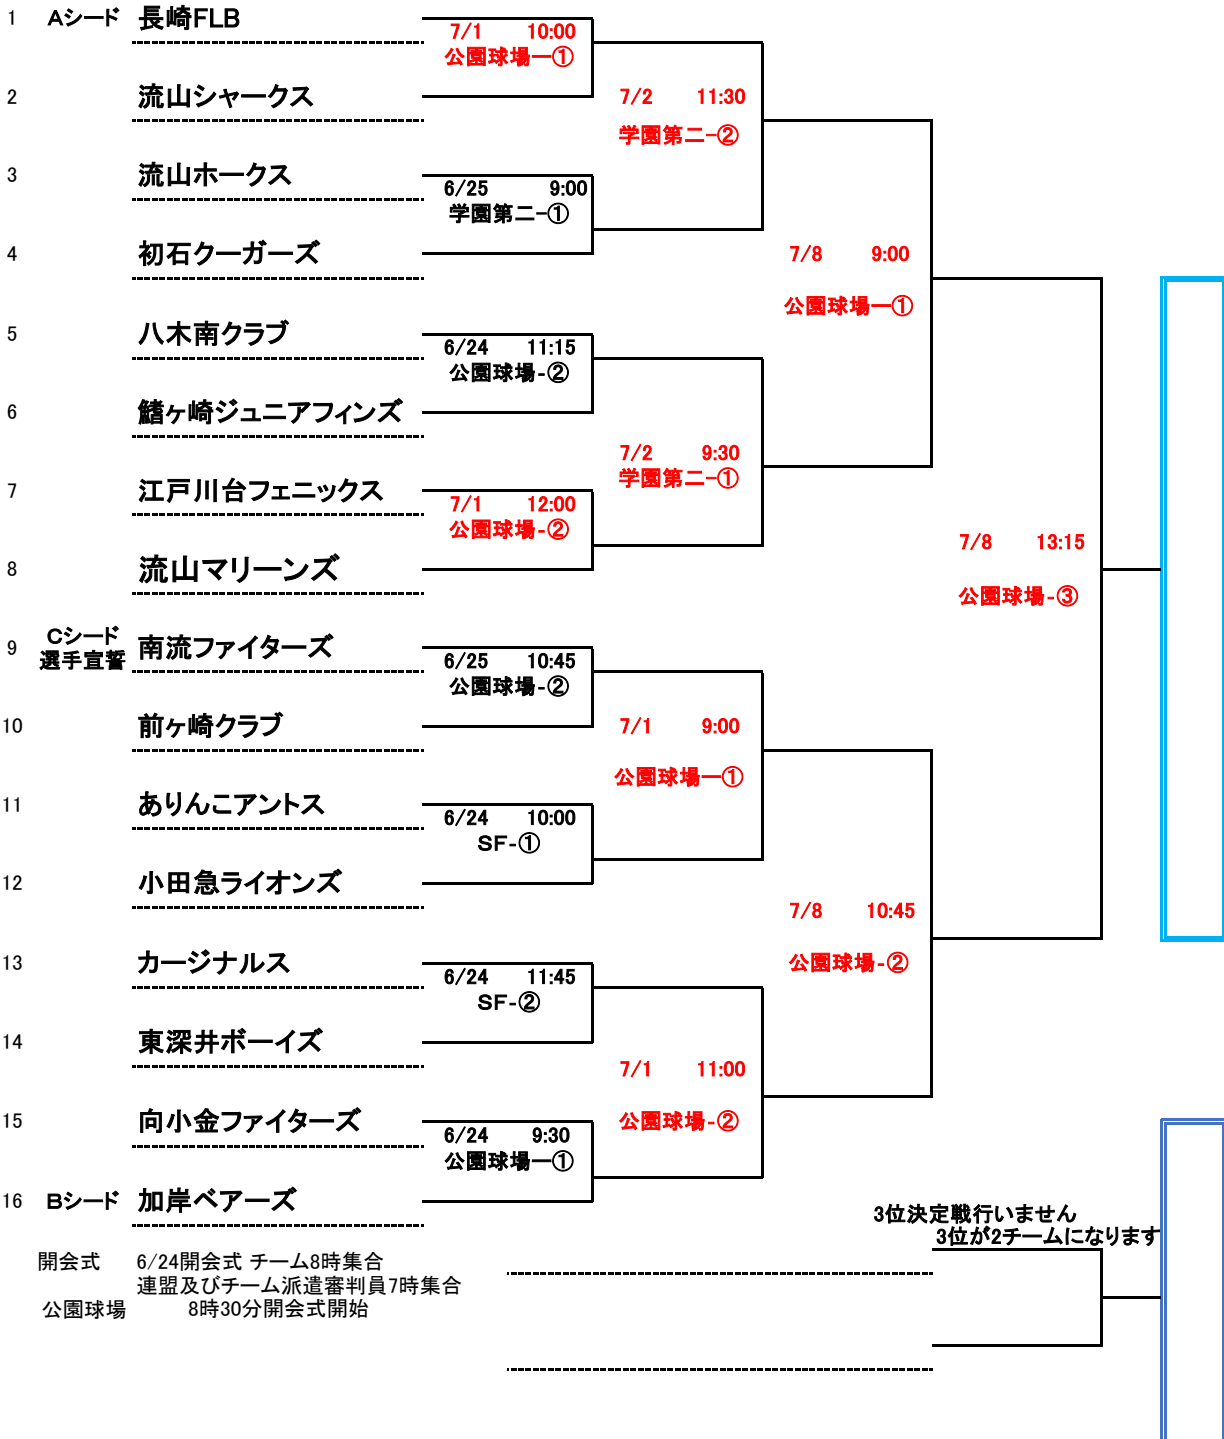 1 Aシード 長崎FLB
7/1 10:00
公園球場ー①
2 流山シャークス
7/2 11:30
学園第二-②
3 流山ホークス
6/25 9:00
学園第二-①
4 初石クーガーズ
7/8 9:00
公園球場ー①
5 八木南クラブ
6/24 11:15
公園球場-②
6 鰭ヶ崎ジュニアフィンズ
7/2 9:30
学園第二-①
7 江戸川台フェニックス
7/1 12:00
公園球場-②
7/8 13:15
公園球場-③
8 流山マリーンズ
9 Cシード 選手宣誓 南流ファイターズ
6/25 10:45
公園球場-②
10 前ヶ崎クラブ
7/1 9:00
公園球場ー①
11 ありんこアントス
6/24 10:00
SF-①
12 小田急ライオンズ
7/8 10:45
公園球場-②
13 カージナルス
6/24 11:45
SF-②
14 東深井ボーイズ
7/1 11:00
公園球場-②
15 向小金ファイターズ
6/24 9:30
公園球場ー①
16 Bシード 加岸ベアーズ
3位決定戦行いません
3位が2チームになります
開会式 6/24開会式 チーム8時集合
連盟及びチーム派遣審判員7時集合
公園球場 8時30分開会式開始